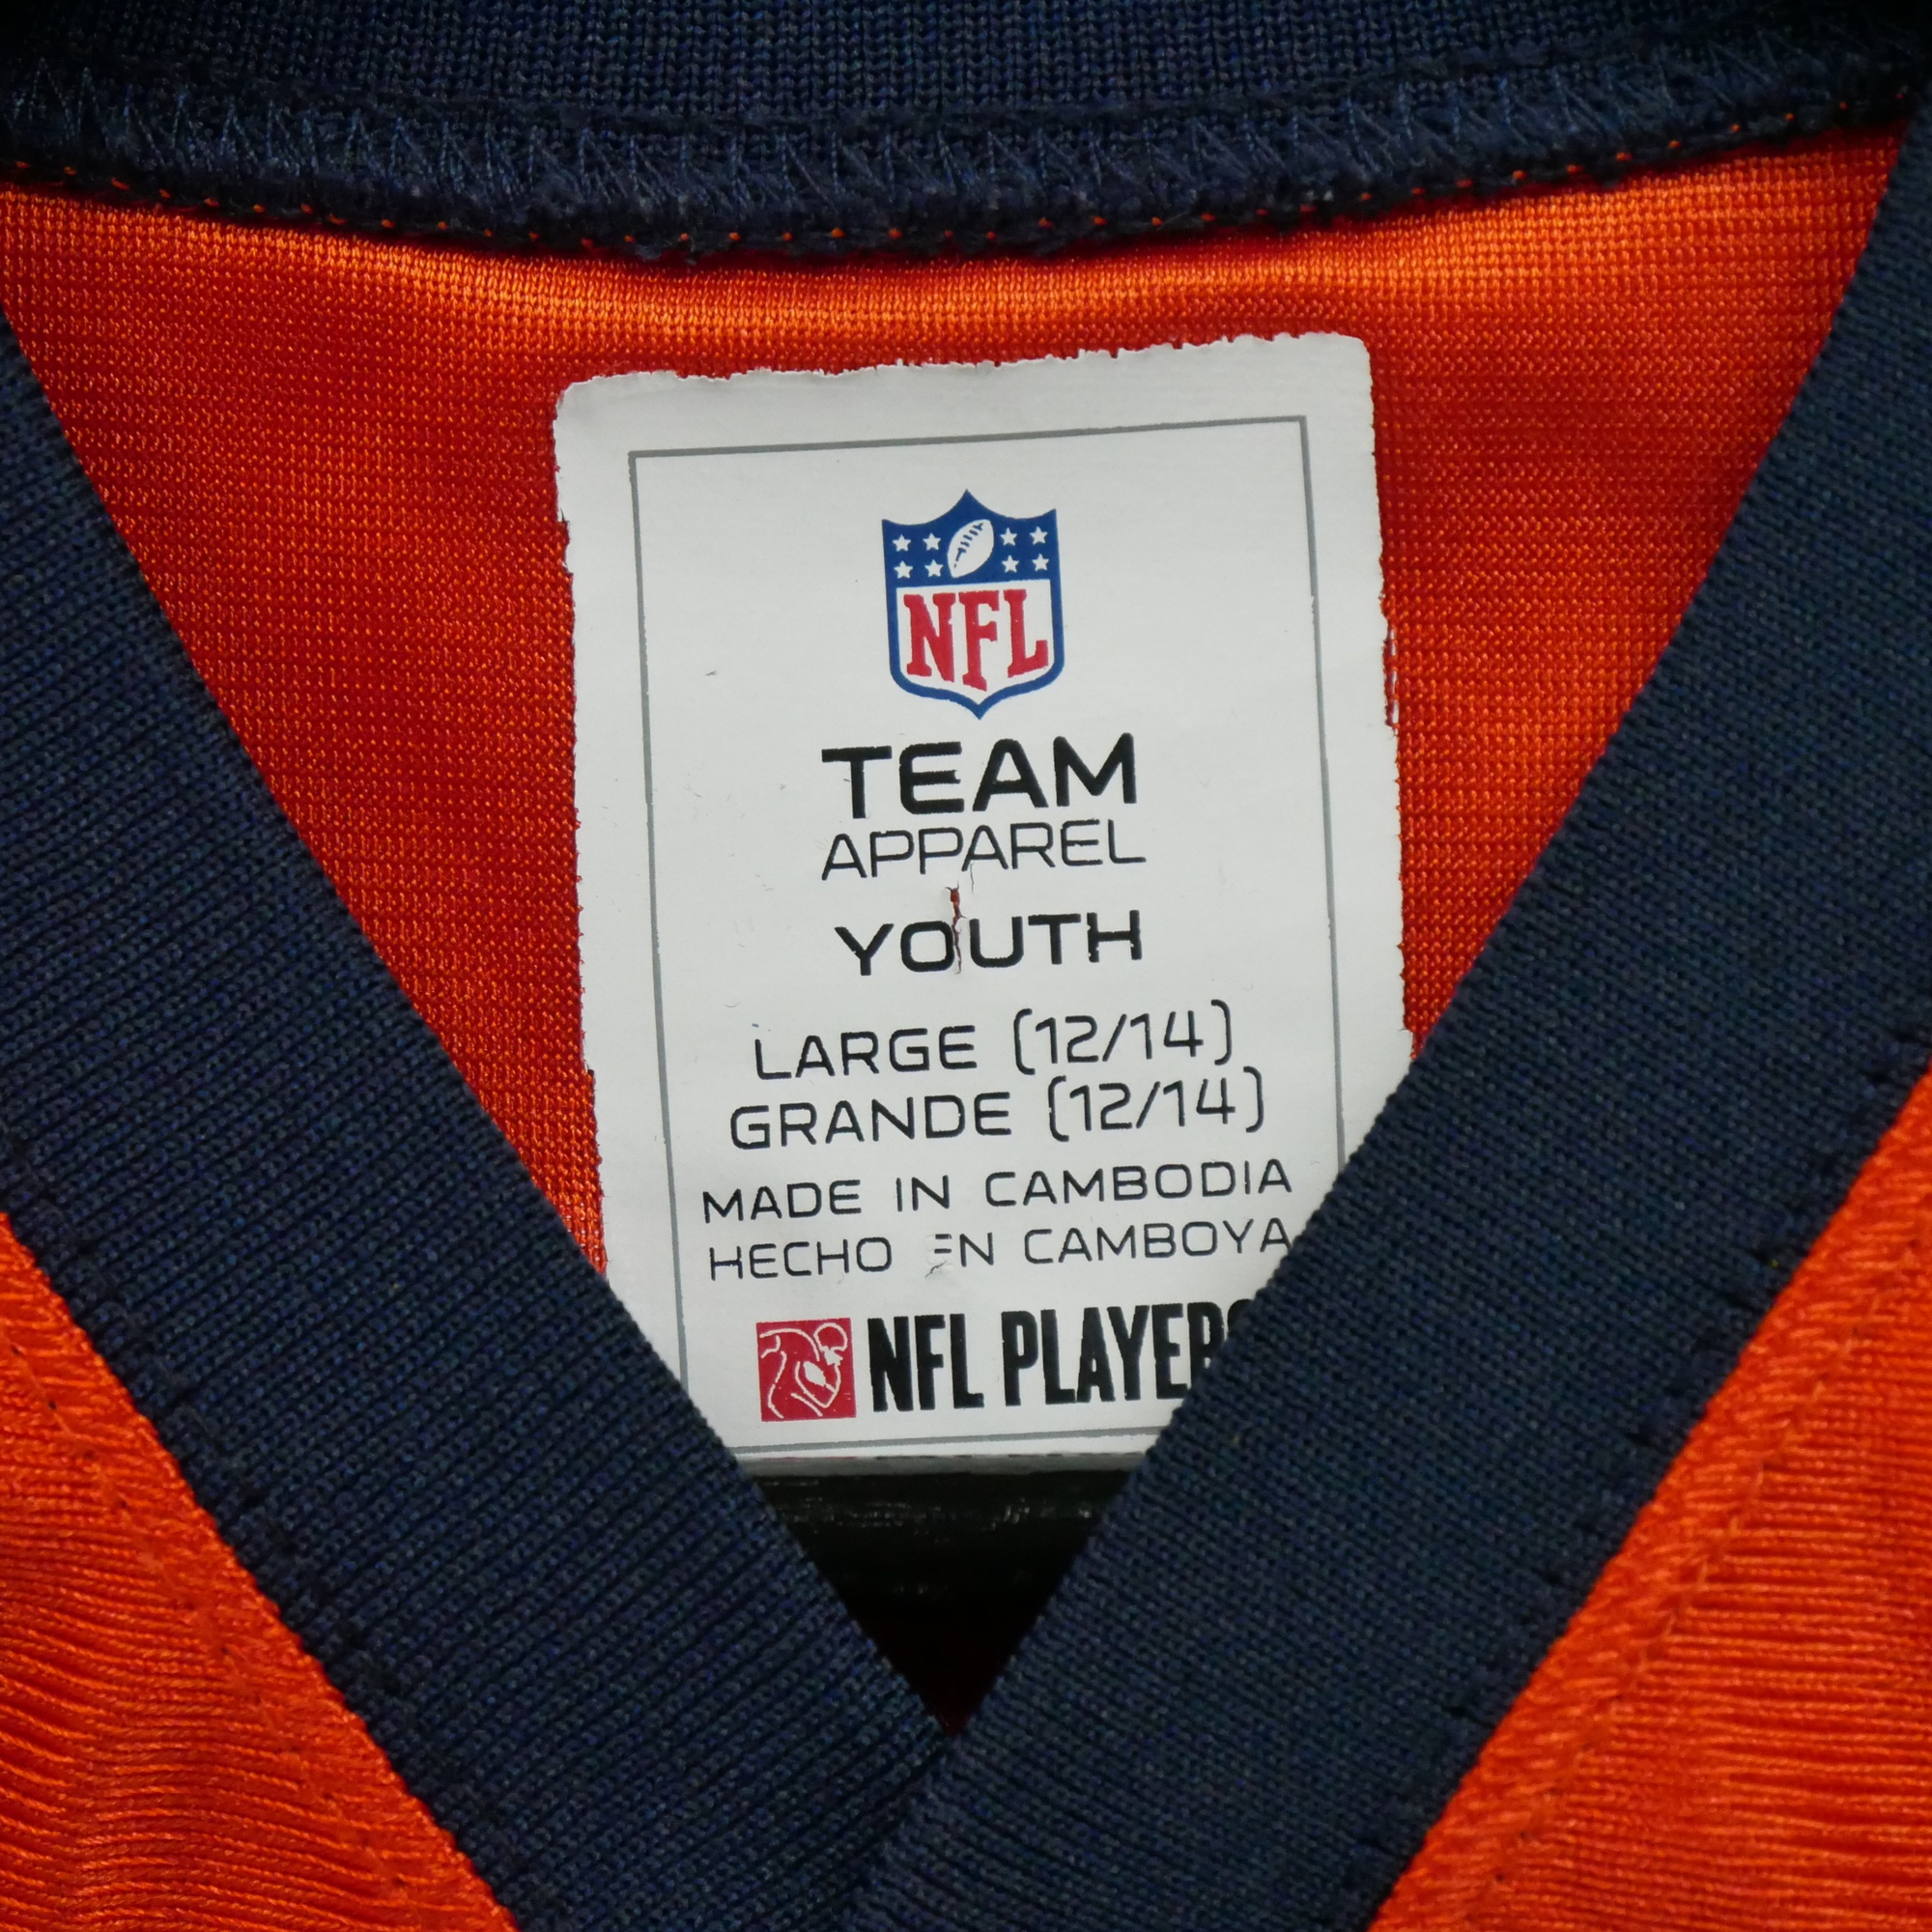 NFL
TEAM
APPAREL
YOUTH
LARGE (12/14)
GRANDE (12/14)
MADE IN CAMBODIA
HECHO EN CAMBOYA
NFL PLAYERS